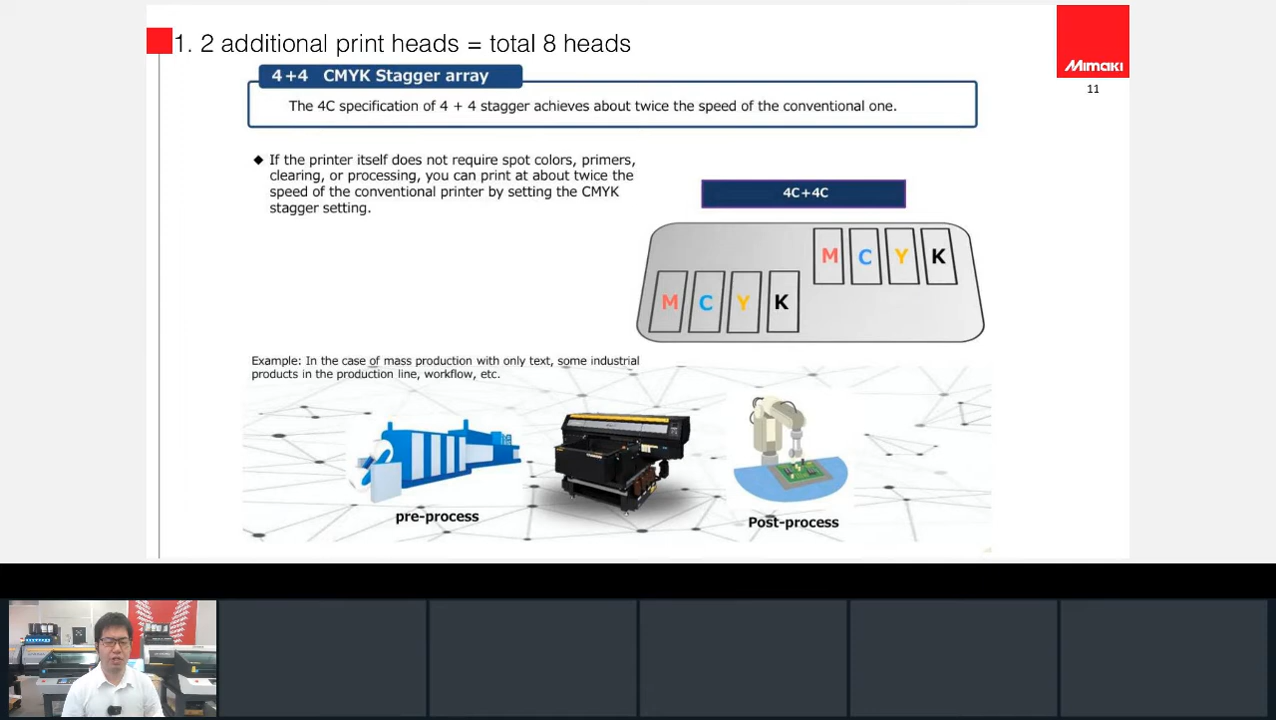 1. 2 additional print heads = total 8 heads
Mimaki
11
4+4 CMYK Stagger array
The 4C specification of 4 + 4 stagger achieves about twice the speed of the conventional one.
◆ If the printer itself does not require spot colors, primers,
clearing, or processing, you can print at about twice the
speed of the conventional printer by setting the CMYK
stagger setting.
4C+4C
M C Y K
M C Y K
Example: In the case of mass production with only text, some industrial
products in the production line, workflow, etc.
pre-process
Post-process